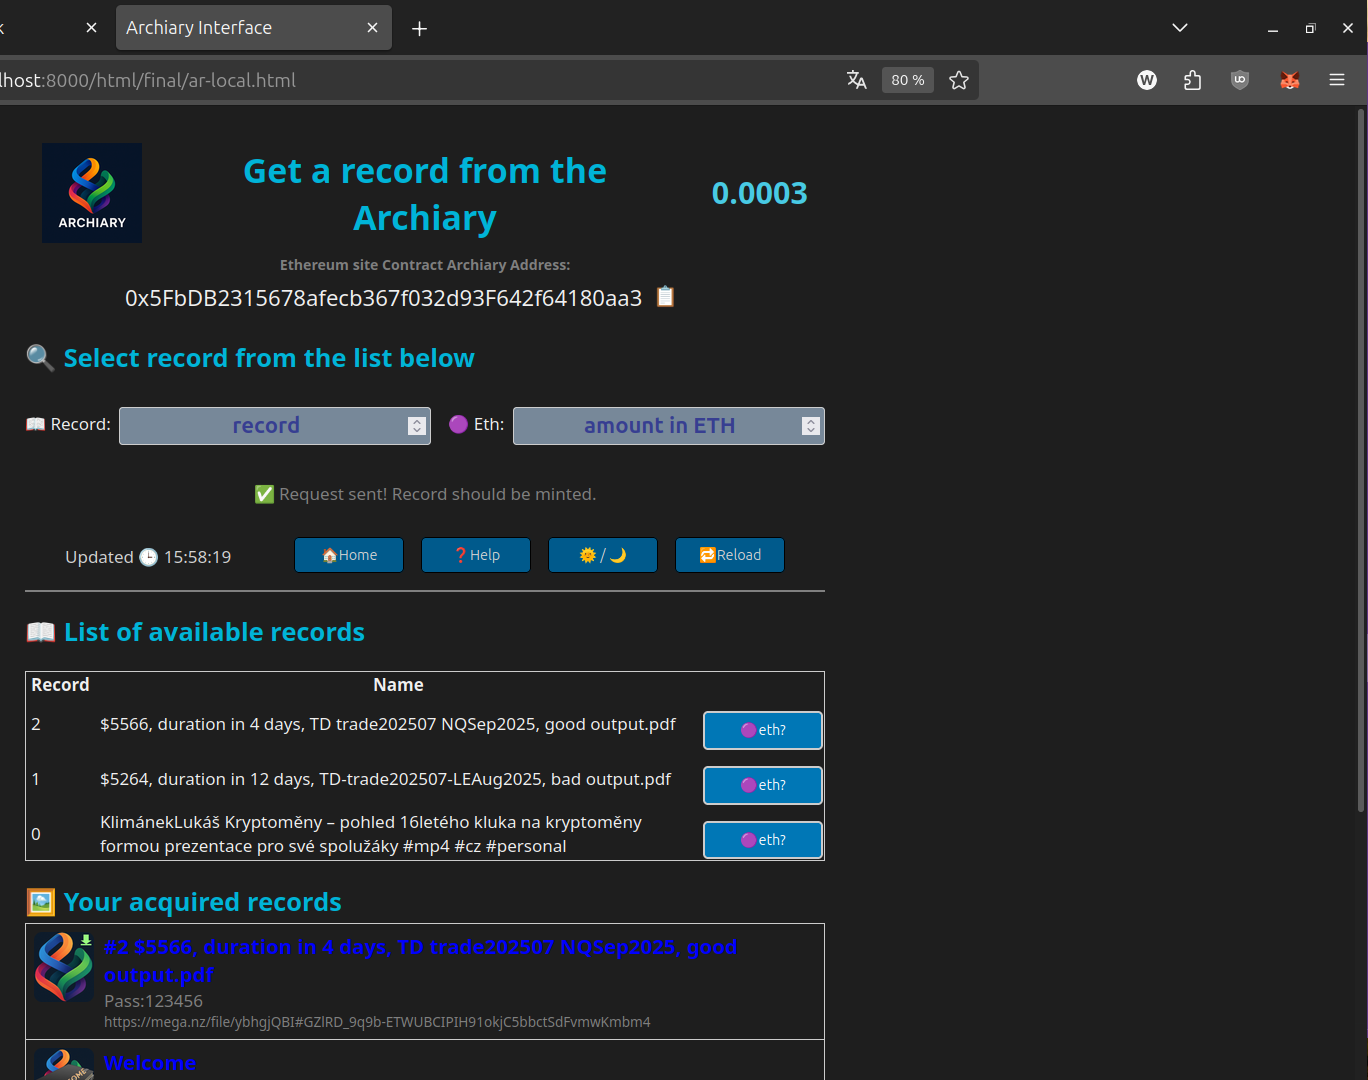 Archiary Interface
lhost:8000/html/final/ar-local.html
80 %
W
Get a record from the
Archiary
0.0003
ARCHIARY
Ethereum site Contract Archiary Address:
0x5FbDB2315678afecb367f032d93F642f64180aa3
Select record from the list below
Record: record Eth: amount in ETH
Request sent! Record should be minted.
Updated 15:58:19 Home Help / Reload
List of available records
Record Name
2 $5566, duration in 4 days, TD trade202507 NQSep2025, good output.pdf eth?
1 $5264, duration in 12 days, TD-trade202507-LEAug2025, bad output.pdf eth?
0 KlimánekLukáš Kryptoměny – pohled 16letého kluka na kryptoměny
formou prezentace pro své spolužáky #mp4 #cz #personal eth?
Your acquired records
#2 $5566, duration in 4 days, TD trade202507 NQSep2025, good
output.pdf
Pass:123456
https://mega.nz/file/ybhgjQBI#GZlRD_9q9b-ETWUBCIPIH91okjC5bbctSdFvmwKmbm4
Welcome